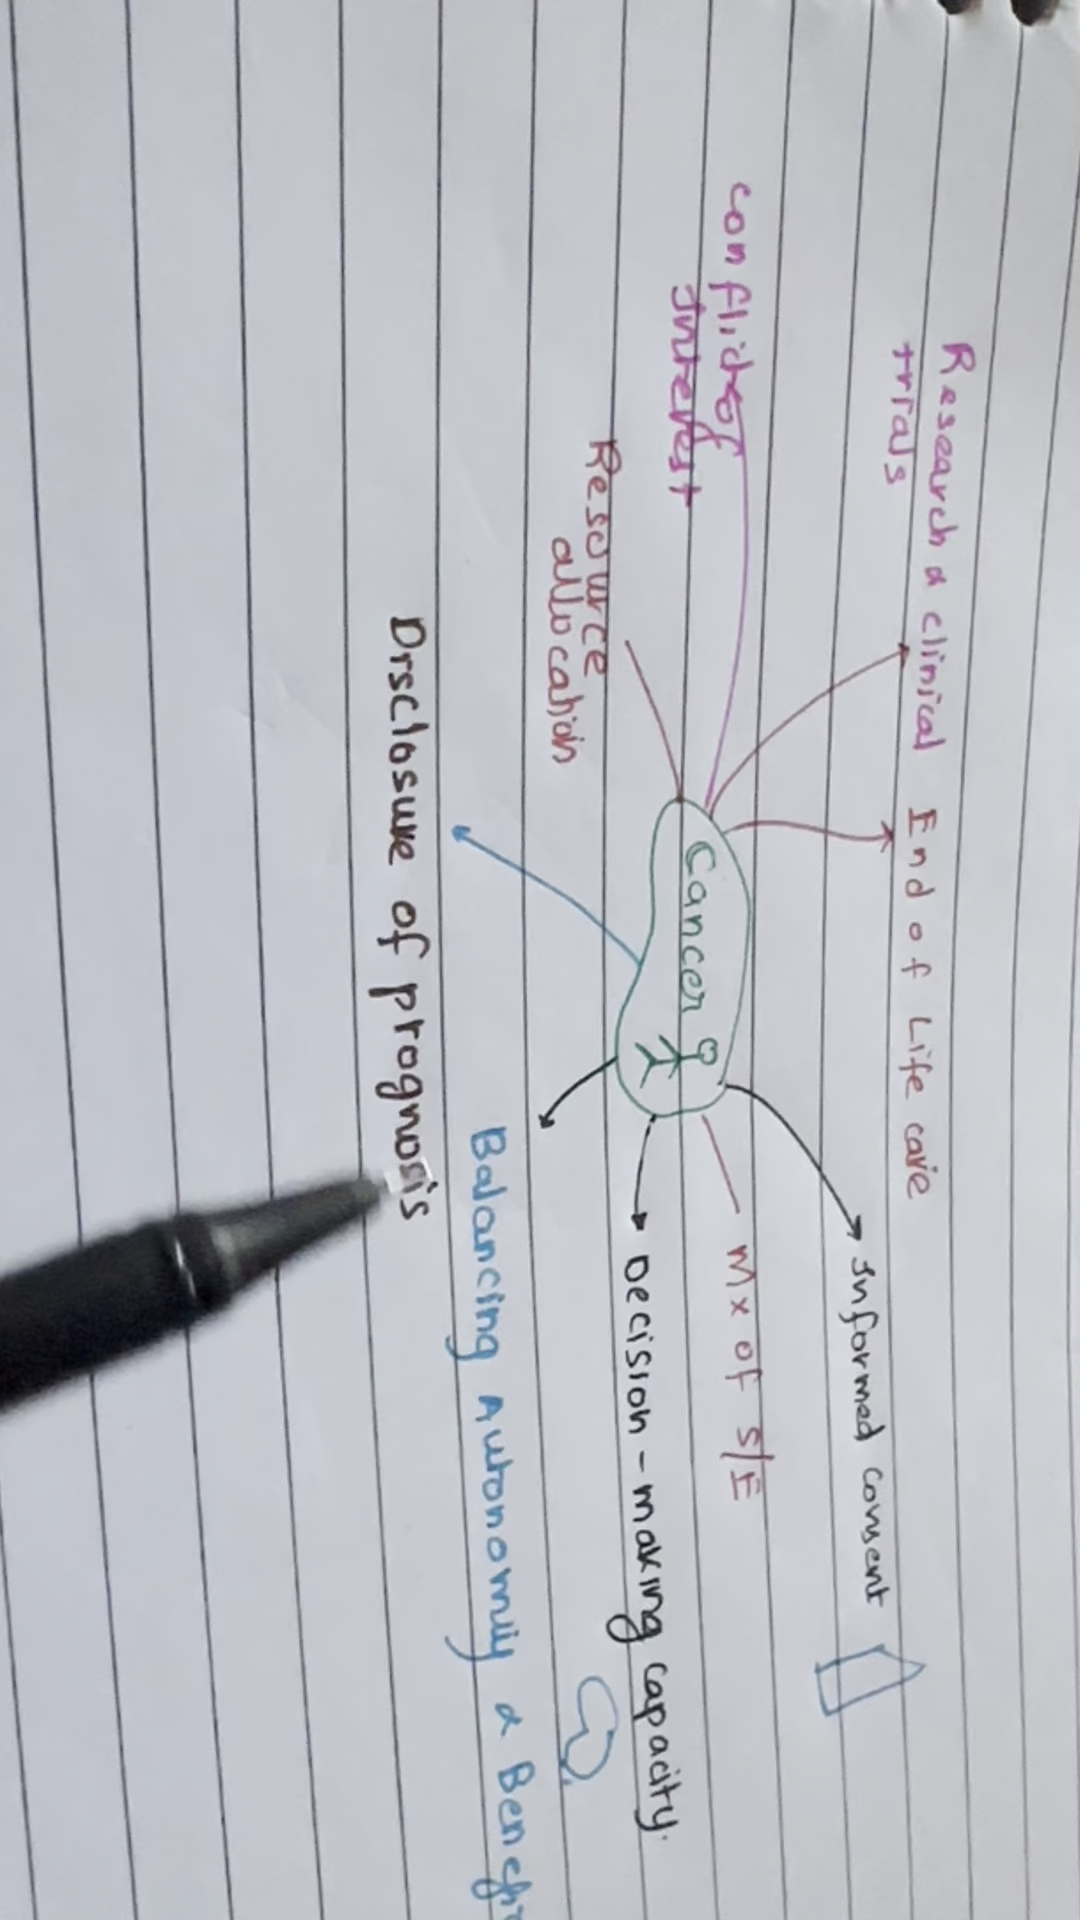 Research & clinical
trials
End of Life care
conflict of
Interest
Informed consent
Mx of S/E
Cancer
Resource
allocation
Decision-making capacity.
Balancing Autonomy &
Disclosure of prognosis